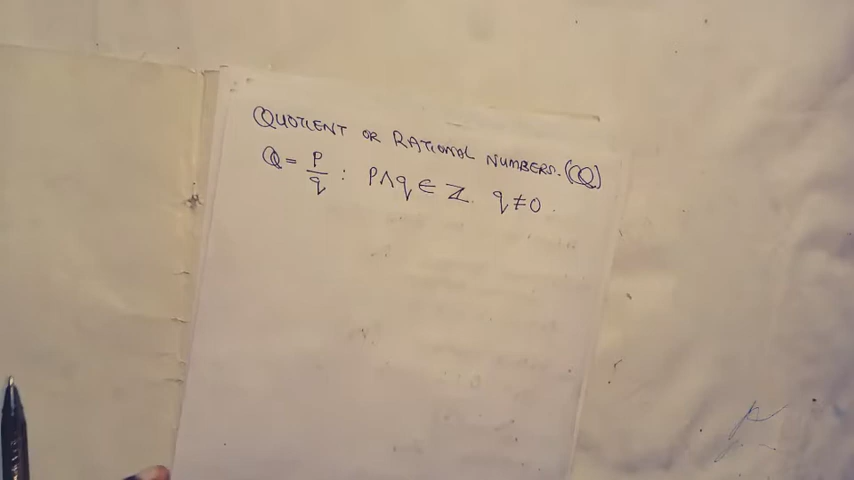 QUOTIENT OR RATIONAL NUMBERS. (Q)
Q = p/q : p∧q ∈ Z. q ≠ 0.